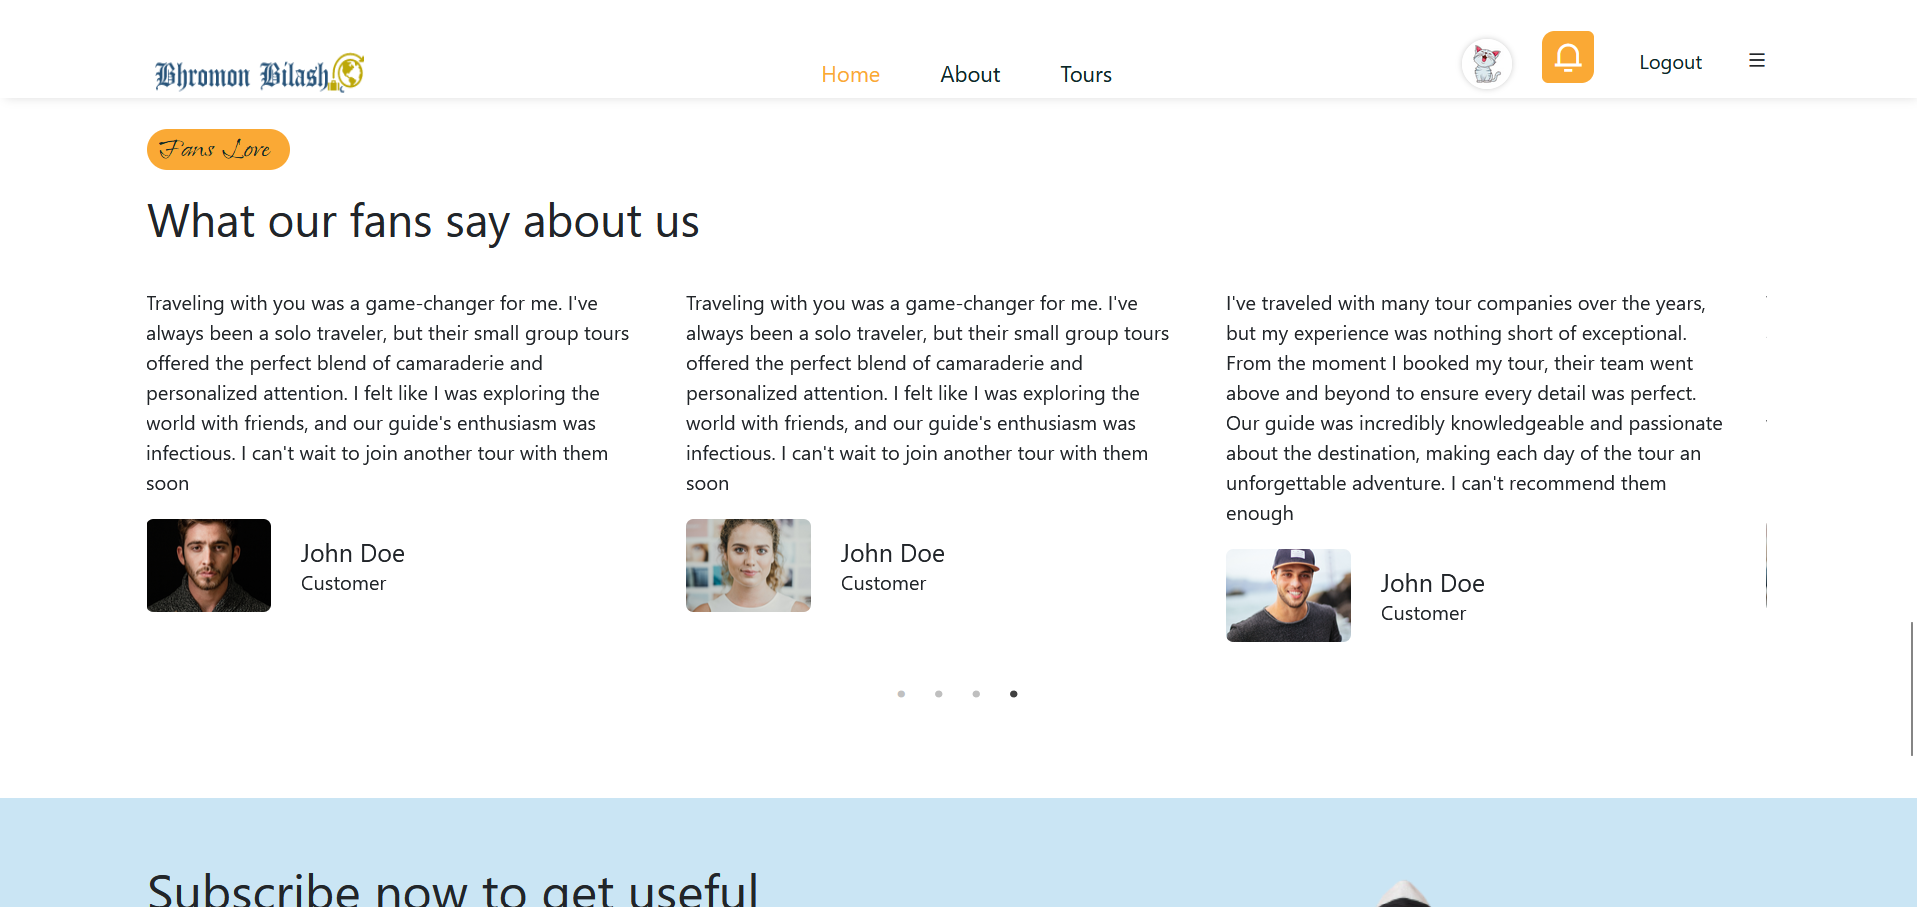 Bhromon Bilash
Home
About
Tours
Logout
Fans Love
What our fans say about us
Traveling with you was a game-changer for me. I've
always been a solo traveler, but their small group tours
offered the perfect blend of camaraderie and
personalized attention. I felt like I was exploring the
world with friends, and our guide's enthusiasm was
infectious. I can't wait to join another tour with them
soon
John Doe
Customer
Traveling with you was a game-changer for me. I've
always been a solo traveler, but their small group tours
offered the perfect blend of camaraderie and
personalized attention. I felt like I was exploring the
world with friends, and our guide's enthusiasm was
infectious. I can't wait to join another tour with them
soon
John Doe
Customer
I've traveled with many tour companies over the years,
but my experience was nothing short of exceptional.
From the moment I booked my tour, their team went
above and beyond to ensure every detail was perfect.
Our guide was incredibly knowledgeable and passionate
about the destination, making each day of the tour an
unforgettable adventure. I can't recommend them
enough
John Doe
Customer
Subscribe now to get useful